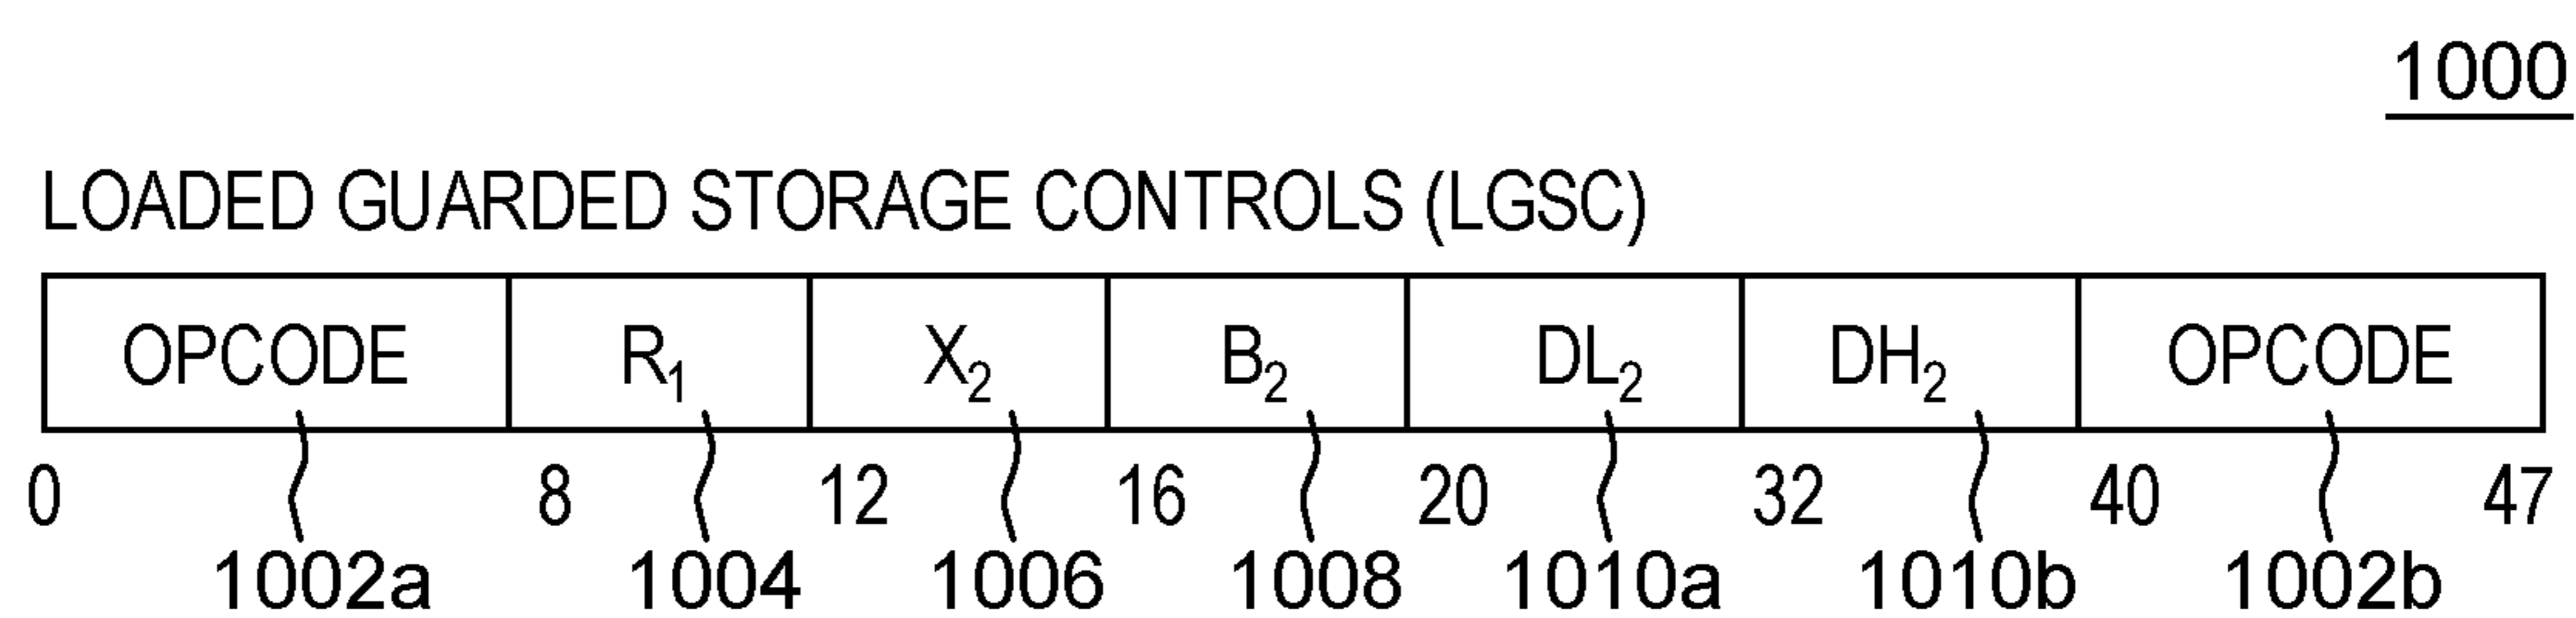 1000
LOADED GUARDED STORAGE CONTROLS (LGSC)
OPCODE R1 X2 B2 DL2 DH2 OPCODE
0 8 12 16 20 32 40 47
1002a 1004 1006 1008 1010a 1010b 1002b